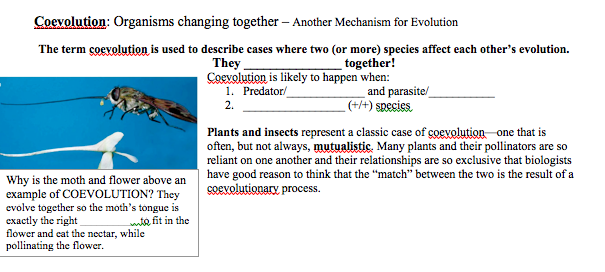 Coevolution: Organisms changing together – Another Mechanism for Evolution
The term coevolution is used to describe cases where two (or more) species affect each other's evolution.
They _________________ together!
Coevolution is likely to happen when:
1. Predator/______________ and parasite/____________
2. __________________ (+/+) species
Plants and insects represent a classic case of coevolution—one that is
often, but not always, mutualistic. Many plants and their pollinators are so
reliant on one another and their relationships are so exclusive that biologists
have good reason to think that the "match" between the two is the result of a
coevolutionary process.
Why is the moth and flower above an
example of COEVOLUTION? They
evolve together so the moth's tongue is
exactly the right __________to fit in the
flower and eat the nectar, while
pollinating the flower.